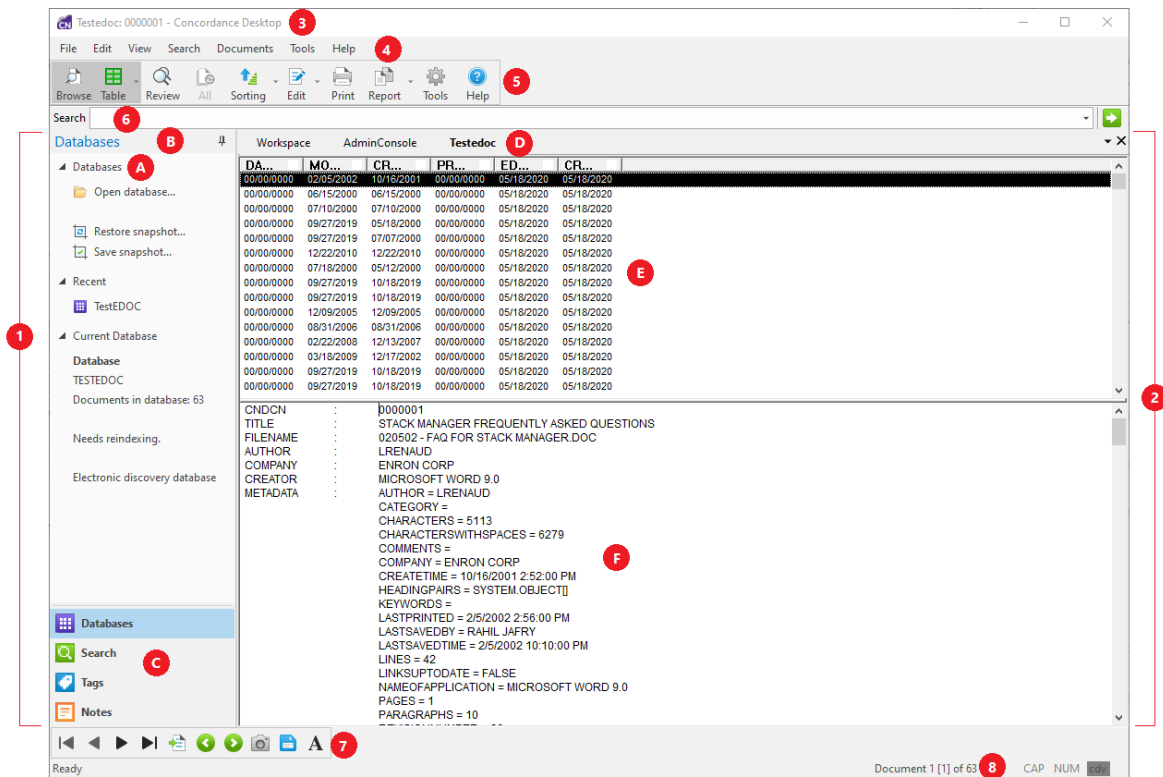 Testedoc: 0000001 - Concordance Desktop 3
File Edit View Search Documents Tools Help 4
Browse Table Review All Sorting Edit Print Report Tools Help 5
Search 6
Databases B
Databases A
Open database...
Restore snapshot...
Save snapshot...
Recent
TestEDOC
1
Current Database
Database
TESTEDOC
Documents in database: 63
Needs reindexing.
Electronic discovery database
Databases
Search
C
Tags
Notes
Workspace AdminConsole Testedoc D
DA... MO... CR... PR... ED... CR...
00/00/0000 02/05/2002 10/16/2001 00/00/0000 05/18/2020 05/18/2020
00/00/0000 06/15/2000 06/15/2000 00/00/0000 05/18/2020 05/18/2020
00/00/0000 07/10/2000 07/10/2000 00/00/0000 05/18/2020 05/18/2020
00/00/0000 09/27/2019 05/18/2000 00/00/0000 05/18/2020 05/18/2020
00/00/0000 09/27/2019 07/07/2000 00/00/0000 05/18/2020 05/18/2020
00/00/0000 12/22/2010 12/22/2010 00/00/0000 05/18/2020 05/18/2020
00/00/0000 07/18/2000 05/12/2000 00/00/0000 05/18/2020 05/18/2020
E
00/00/0000 09/27/2019 10/18/2019 00/00/0000 05/18/2020 05/18/2020
00/00/0000 09/27/2019 10/18/2019 00/00/0000 05/18/2020 05/18/2020
00/00/0000 12/09/2005 12/09/2005 00/00/0000 05/18/2020 05/18/2020
00/00/0000 08/31/2006 08/31/2006 00/00/0000 05/18/2020 05/18/2020
00/00/0000 02/22/2008 12/13/2007 00/00/0000 05/18/2020 05/18/2020
00/00/0000 03/18/2009 12/17/2002 00/00/0000 05/18/2020 05/18/2020
00/00/0000 09/27/2019 10/18/2019 00/00/0000 05/18/2020 05/18/2020
00/00/0000 09/27/2019 10/18/2019 00/00/0000 05/18/2020 05/18/2020
2
CNDCN : 0000001
TITLE : STACK MANAGER FREQUENTLY ASKED QUESTIONS
FILENAME : 020502 - FAQ FOR STACK MANAGER.DOC
AUTHOR : LRENAUD
COMPANY : ENRON CORP
CREATOR : MICROSOFT WORD 9.0
METADATA : AUTHOR = LRENAUD
CATEGORY =
CHARACTERS = 5113
CHARACTERSWITHSPACES = 6279
COMMENTS =
F
COMPANY = ENRON CORP
CREATETIME = 10/16/2001 2:52:00 PM
HEADINGPAIRS = SYSTEM.OBJECT[]
KEYWORDS =
LASTPRINTED = 2/5/2002 2:56:00 PM
LASTSAVEDBY = RAHIL JAFRY
LASTSAVEDTIME = 2/5/2002 10:10:00 PM
LINES = 42
LINKSUPTODATE = FALSE
NAMEOFAPPLICATION = MICROSOFT WORD 9.0
PAGES = 1
PARAGRAPHS = 10
A 7
Ready Document 1 [1] of 63 8 CAP NUM cdv